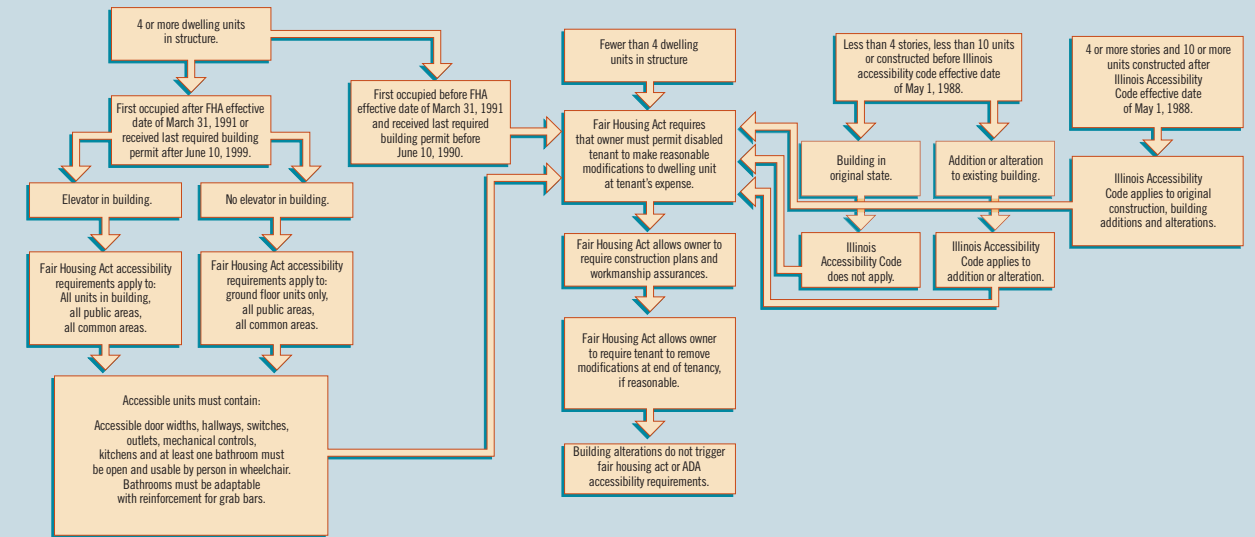 4 or more dwelling units
in structure.
First occupied after FHA effective
date of March 31, 1991 or
received last required building
permit after June 10, 1999.
First occupied before FHA
effective date of March 31, 1991
and received last required
building permit before
June 10, 1990.
Elevator in building.
No elevator in building.
Fair Housing Act accessibility
requirements apply to:
All units in building,
all public areas,
all common areas.
Fair Housing Act accessibility
requirements apply to:
ground floor units only,
all public areas,
all common areas.
Accessible units must contain:
Accessible door widths, hallways, switches,
outlets, mechanical controls,
kitchens and at least one bathroom must
be open and usable by person in wheelchair.
Bathrooms must be adaptable
with reinforcement for grab bars.
Fewer than 4 dwelling
units in structure
Fair Housing Act requires
that owner must permit disabled
tenant to make reasonable
modifications to dwelling unit
at tenant's expense.
Fair Housing Act allows owner to
require construction plans and
workmanship assurances.
Fair Housing Act allows owner
to require tenant to remove
modifications at end of tenancy,
if reasonable.
Building alterations do not trigger
fair housing act or ADA
accessibility requirements.
Less than 4 stories, less than 10 units
or constructed before Illinois
accessibility code effective date
of May 1, 1988.
Building in
original state.
Addition or alteration
to existing building.
Illinois
Accessibility Code
does not apply.
Illinois Accessibility
Code applies to
addition or alteration.
4 or more stories and 10 or more
units constructed after
Illinois Accessibility
Code effective date
of May 1, 1988.
Illinois Accessibility
Code applies to original
construction, building
additions and alterations.